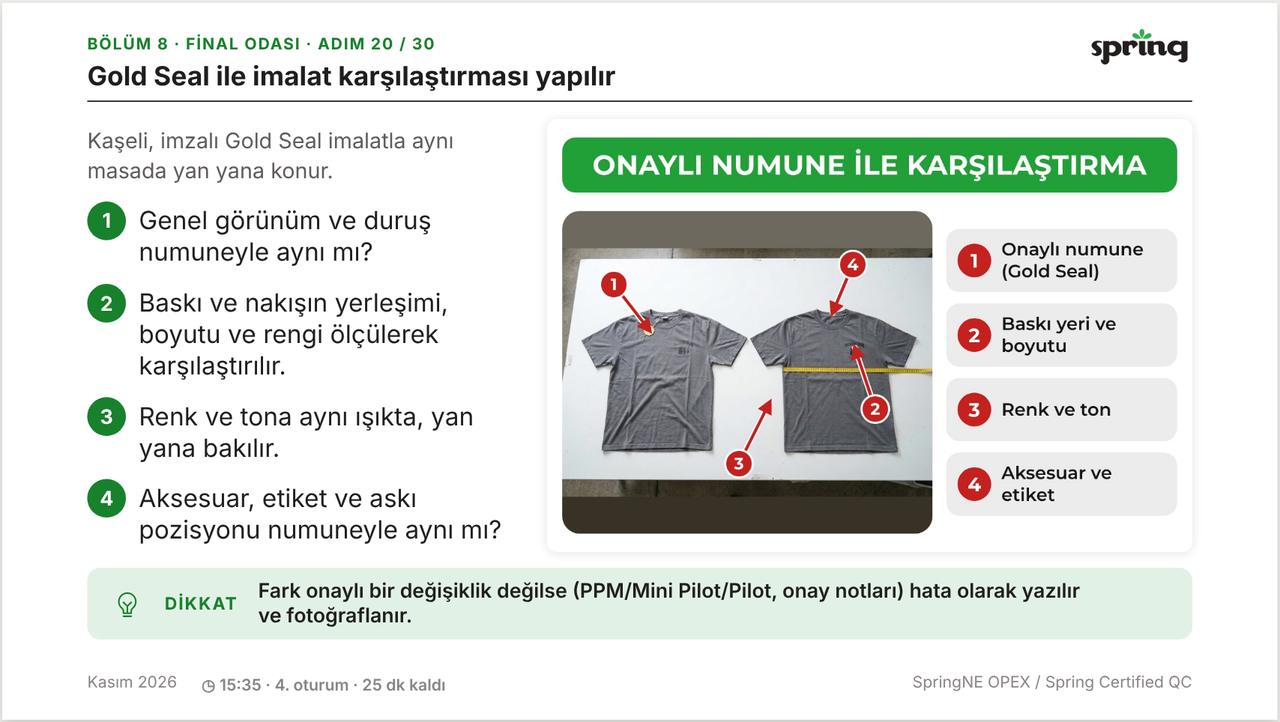 BÖLÜM 8 · FİNAL ODASI · ADIM 20 / 30
spring
Gold Seal ile imalat karşılaştırması yapılır
Kaşeli, imzalı Gold Seal imalatla aynı
masada yan yana konur.
1 Genel görünüm ve duruş
numuneyle aynı mı?
2 Baskı ve nakışın yerleşimi,
boyutu ve rengi ölçülerek
karşılaştırılır.
3 Renk ve tona aynı ışıkta, yan
yana bakılır.
4 Aksesuar, etiket ve askı
pozisyonu numuneyle aynı mı?
ONAYLI NUMUNE İLE KARŞILAŞTIRMA
1
4
2
3
1 Onaylı numune
(Gold Seal)
2 Baskı yeri ve
boyutu
3 Renk ve ton
4 Aksesuar ve
etiket
DİKKAT
Fark onaylı bir değişiklik değilse (PPM/Mini Pilot/Pilot, onay notları) hata olarak yazılır
ve fotoğraflanır.
Kasım 2026
15:35 · 4. oturum · 25 dk kaldı
SpringNE OPEX / Spring Certified QC